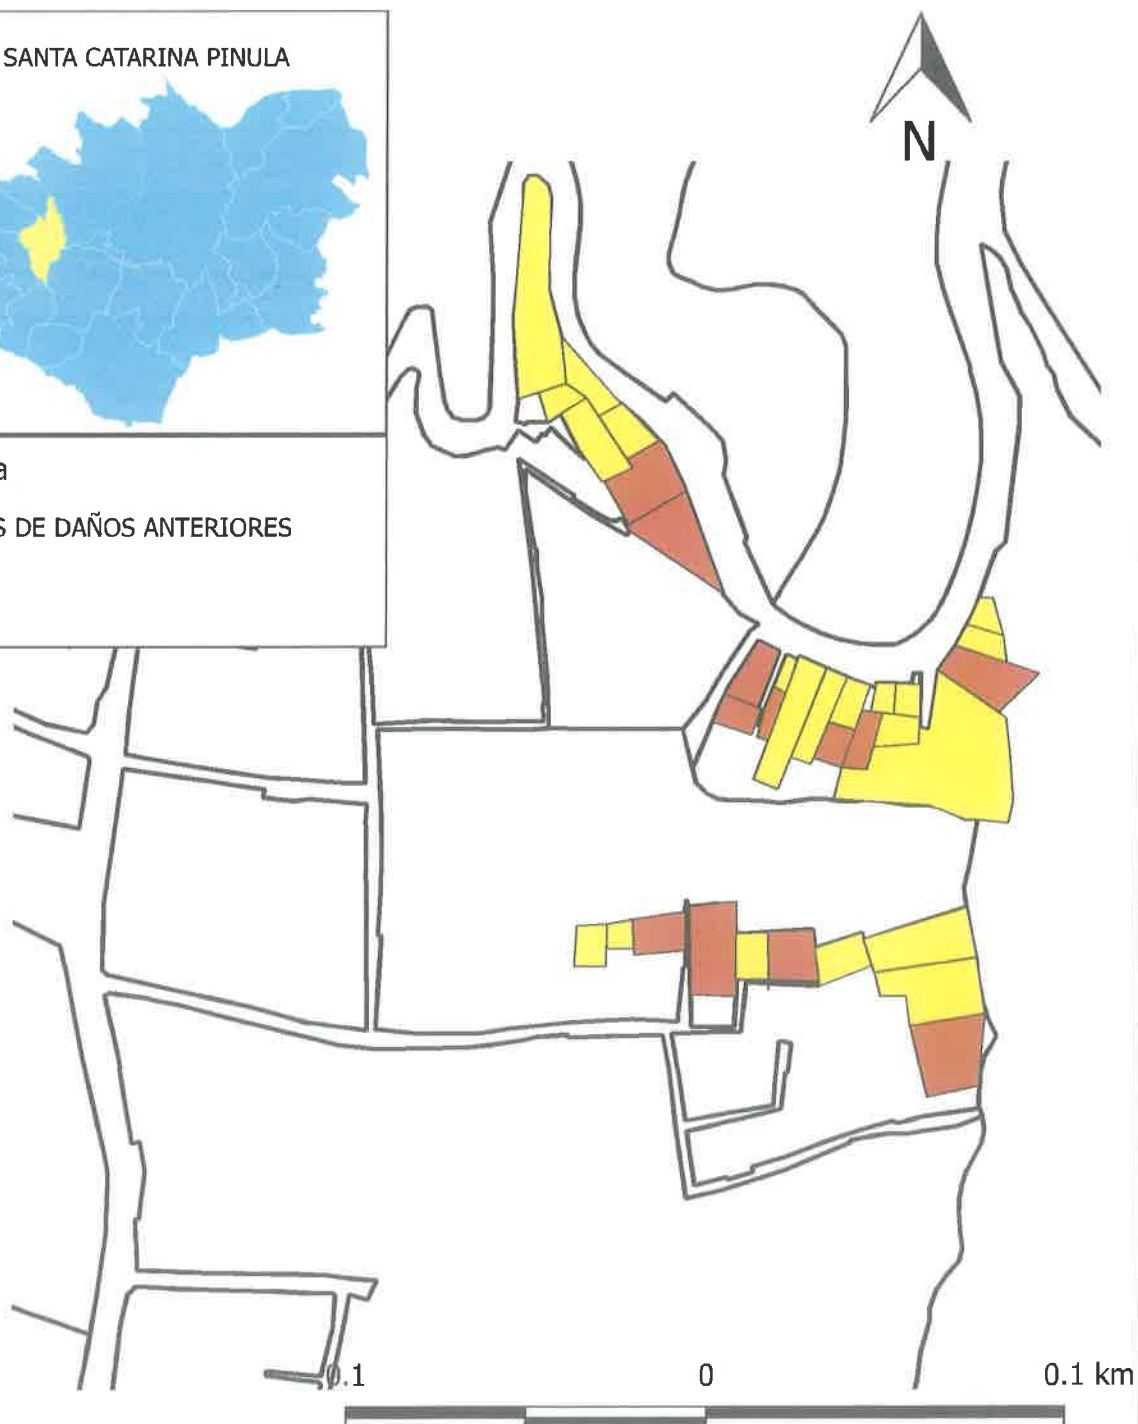 SANTA CATARINA PINULA
N
a
S DE DAÑOS ANTERIORES
0.1 0 0.1 km